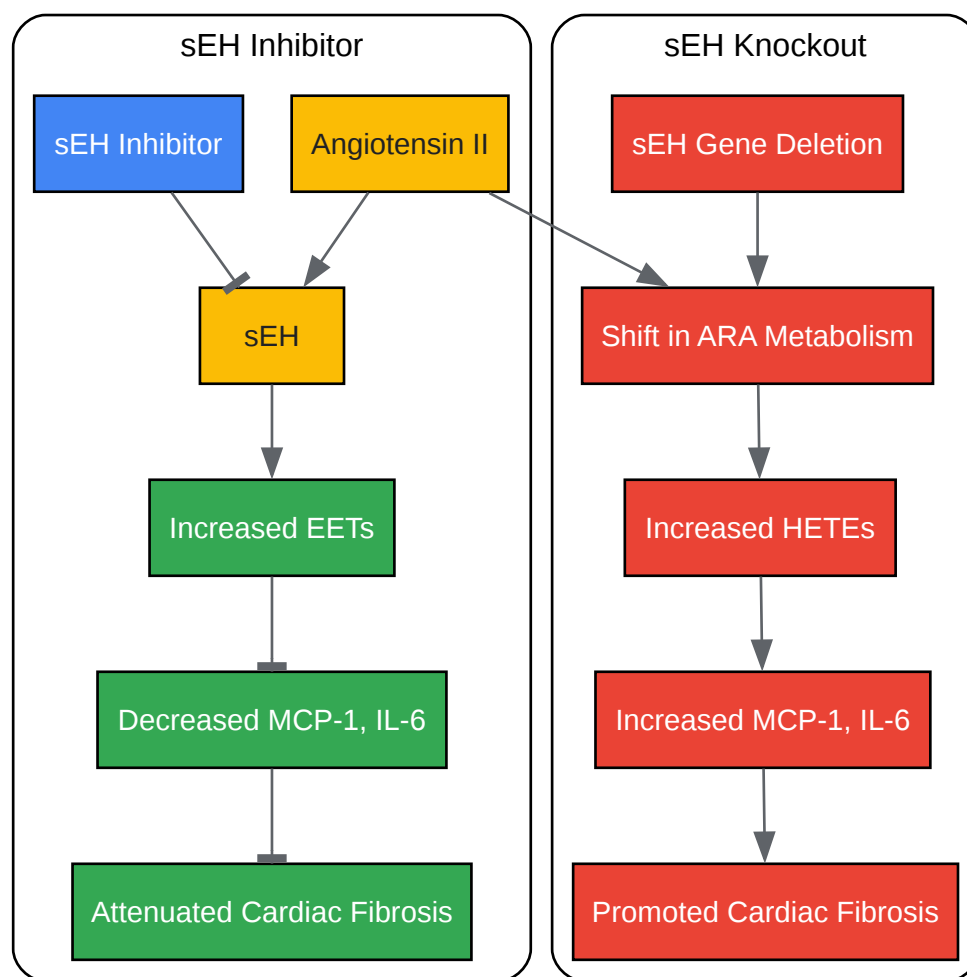 sEH Inhibitor
sEH Inhibitor
Angiotensin II
sEH
Increased EETs
Decreased MCP-1, IL-6
Attenuated Cardiac Fibrosis
sEH Knockout
sEH Gene Deletion
Shift in ARA Metabolism
Increased HETEs
Increased MCP-1, IL-6
Promoted Cardiac Fibrosis